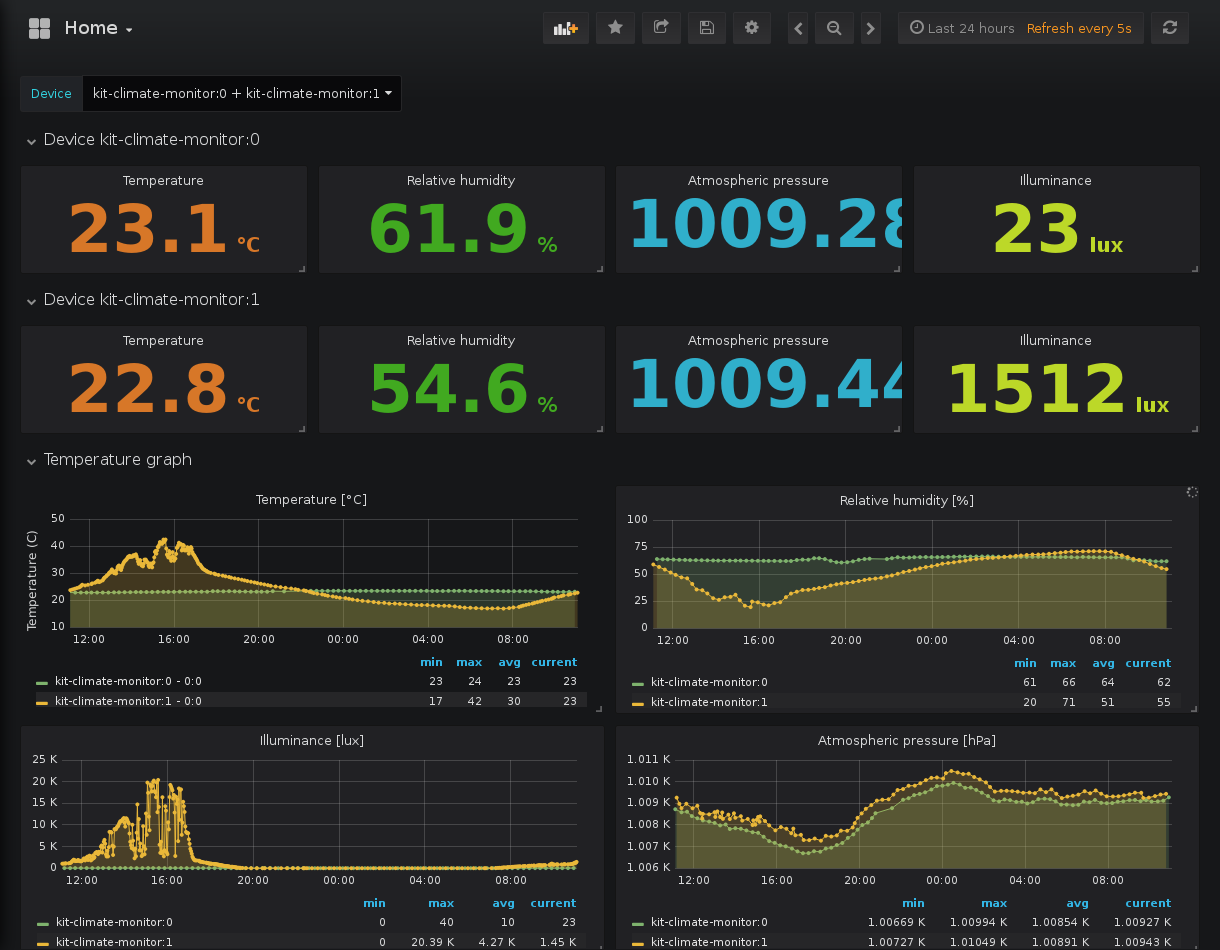 Home
Last 24 hours Refresh every 5s
Device kit-climate-monitor:0 + kit-climate-monitor:1
Device kit-climate-monitor:0
Temperature Relative humidity Atmospheric pressure Illuminance
23.1 °C 61.9 % 1009.28 23 lux
Device kit-climate-monitor:1
Temperature Relative humidity Atmospheric pressure Illuminance
22.8 °C 54.6 % 1009.44 1512 lux
Temperature graph
Temperature [°C]
Temperature (C)
50
40
30
20
10
12:00 16:00 20:00 00:00 04:00 08:00
min max avg current
kit-climate-monitor:0 - 0:0 23 24 23 23
kit-climate-monitor:1 - 0:0 17 42 30 23
Relative humidity [%]
100
75
50
25
0
12:00 16:00 20:00 00:00 04:00 08:00
min max avg current
kit-climate-monitor:0 61 66 64 62
kit-climate-monitor:1 20 71 51 55
Illuminance [lux]
25 K
20 K
15 K
10 K
5 K
0
12:00 16:00 20:00 00:00 04:00 08:00
min max avg current
kit-climate-monitor:0 0 40 10 23
kit-climate-monitor:1 0 20.39 K 4.27 K 1.45 K
Atmospheric pressure [hPa]
1.011 K
1.010 K
1.009 K
1.008 K
1.007 K
1.006 K
12:00 16:00 20:00 00:00 04:00 08:00
min max avg current
kit-climate-monitor:0 1.00669 K 1.00994 K 1.00854 K 1.00927 K
kit-climate-monitor:1 1.00727 K 1.01049 K 1.00891 K 1.00943 K